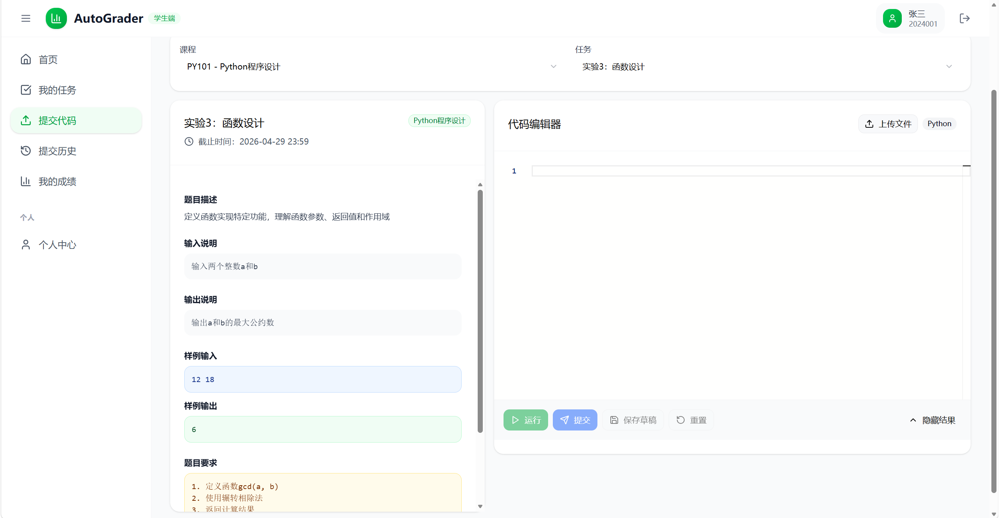 AutoGrader 学生端
张三
2024001
首页
我的任务
提交代码
提交历史
我的成绩
个人
个人中心
课程
PY101 - Python程序设计
任务
实验3：函数设计
实验3：函数设计
Python程序设计
截止时间：2026-04-29 23:59
题目描述
定义函数实现特定功能，理解函数参数、返回值和作用域
输入说明
输入两个整数a和b
输出说明
输出a和b的最大公约数
样例输入
12 18
样例输出
6
题目要求
1. 定义函数gcd(a, b)
2. 使用辗转相除法
3. 返回计算结果
代码编辑器
上传文件
Python
1
运行
提交
保存草稿
重置
隐藏结果